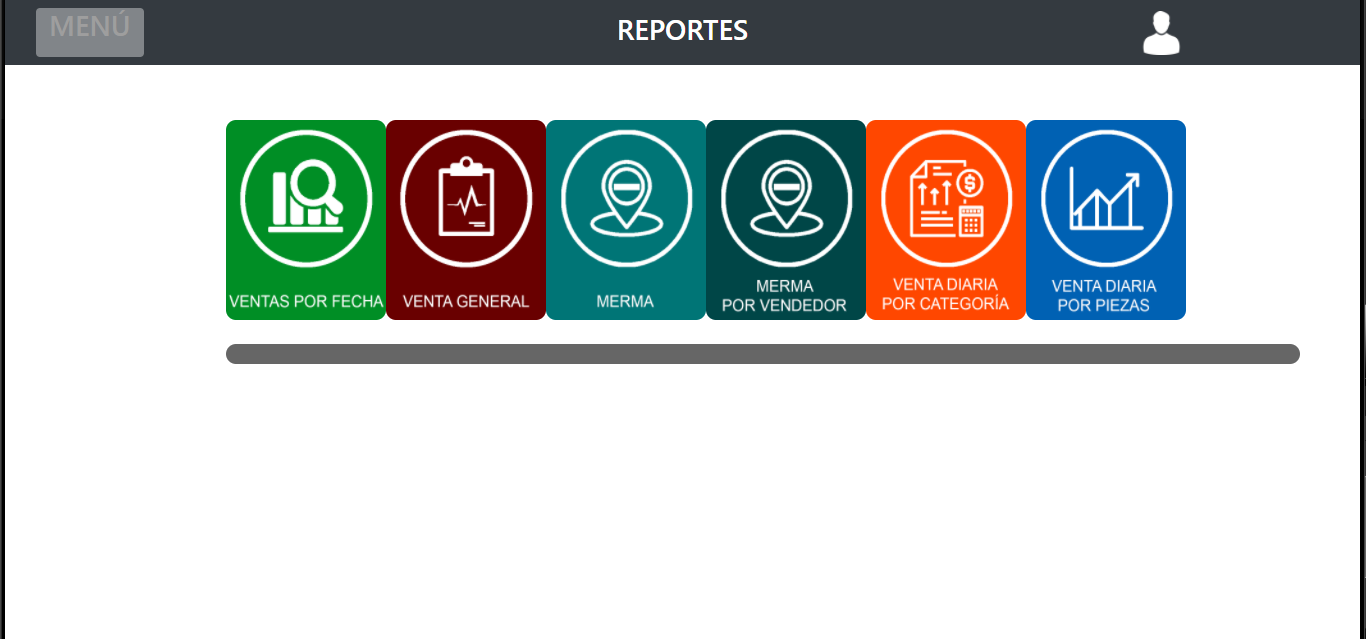 MENÚ
REPORTES
VENTAS POR FECHA
VENTA GENERAL
MERMA
MERMA
POR VENDEDOR
VENTA DIARIA
POR CATEGORÍA
VENTA DIARIA
POR PIEZAS